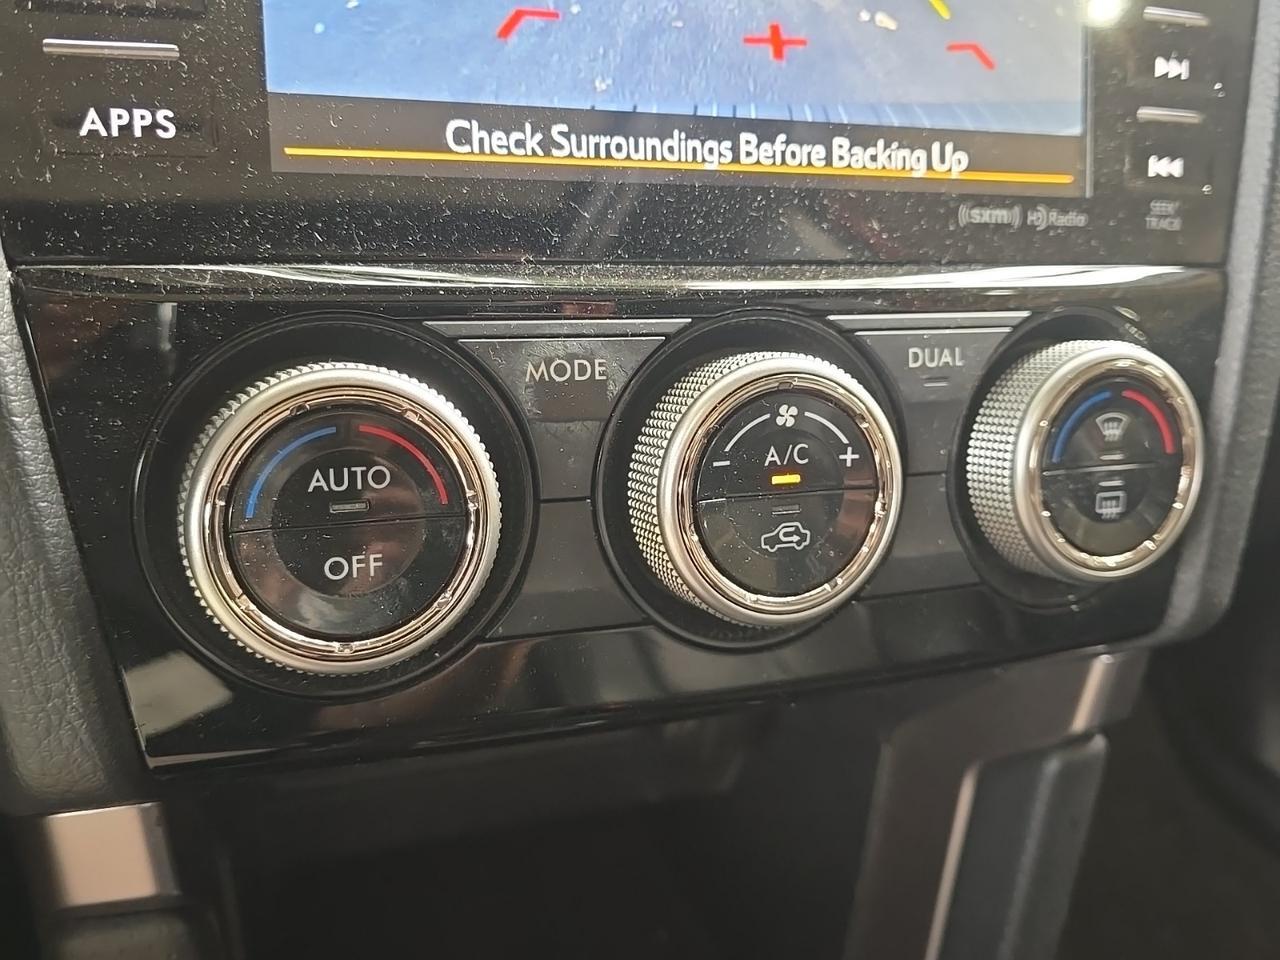 APPS
Check Surroundings Before Backing Up
((sxm)) HD Radio
SEEK/
TRACK
MODE
DUAL
AUTO
OFF
- A/C +